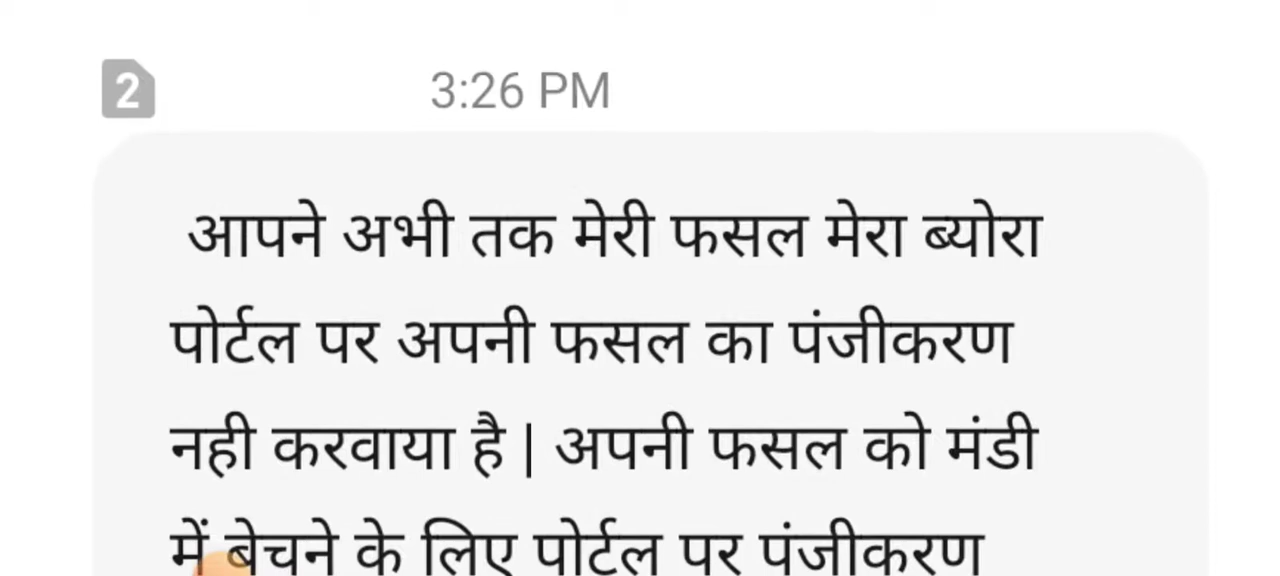 2
3:26 PM
आपने अभी तक मेरी फसल मेरा ब्योरा
पोर्टल पर अपनी फसल का पंजीकरण
नही करवाया है | अपनी फसल को मंडी
में बेचने के लिए पोर्टल पर पंजीकरण